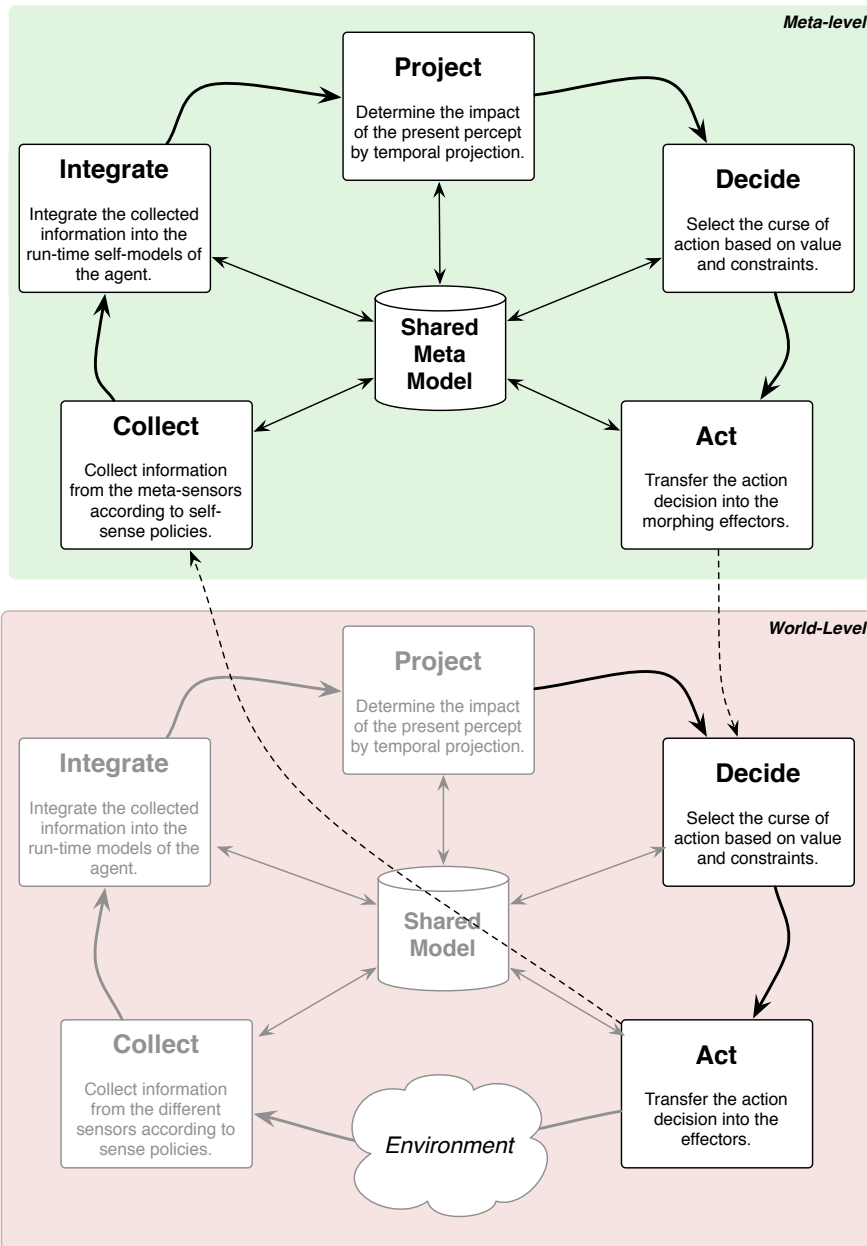 Meta-level
Project
Determine the impact
of the present percept
by temporal projection.
Integrate
Integrate the collected
information into the
run-time self-models of
the agent.
Decide
Select the curse of
action based on value
and constraints.
Shared
Meta
Model
Collect
Collect information
from the meta-sensors
according to self-
sense policies.
Act
Transfer the action
decision into the
morphing effectors.
World-Level
Project
Determine the impact
of the present percept
by temporal projection.
Integrate
Integrate the collected
information into the
run-time models of the
agent.
Decide
Select the curse of
action based on value
and constraints.
Shared
Model
Collect
Collect information
from the different
sensors according to
sense policies.
Environment
Act
Transfer the action
decision into the
effectors.